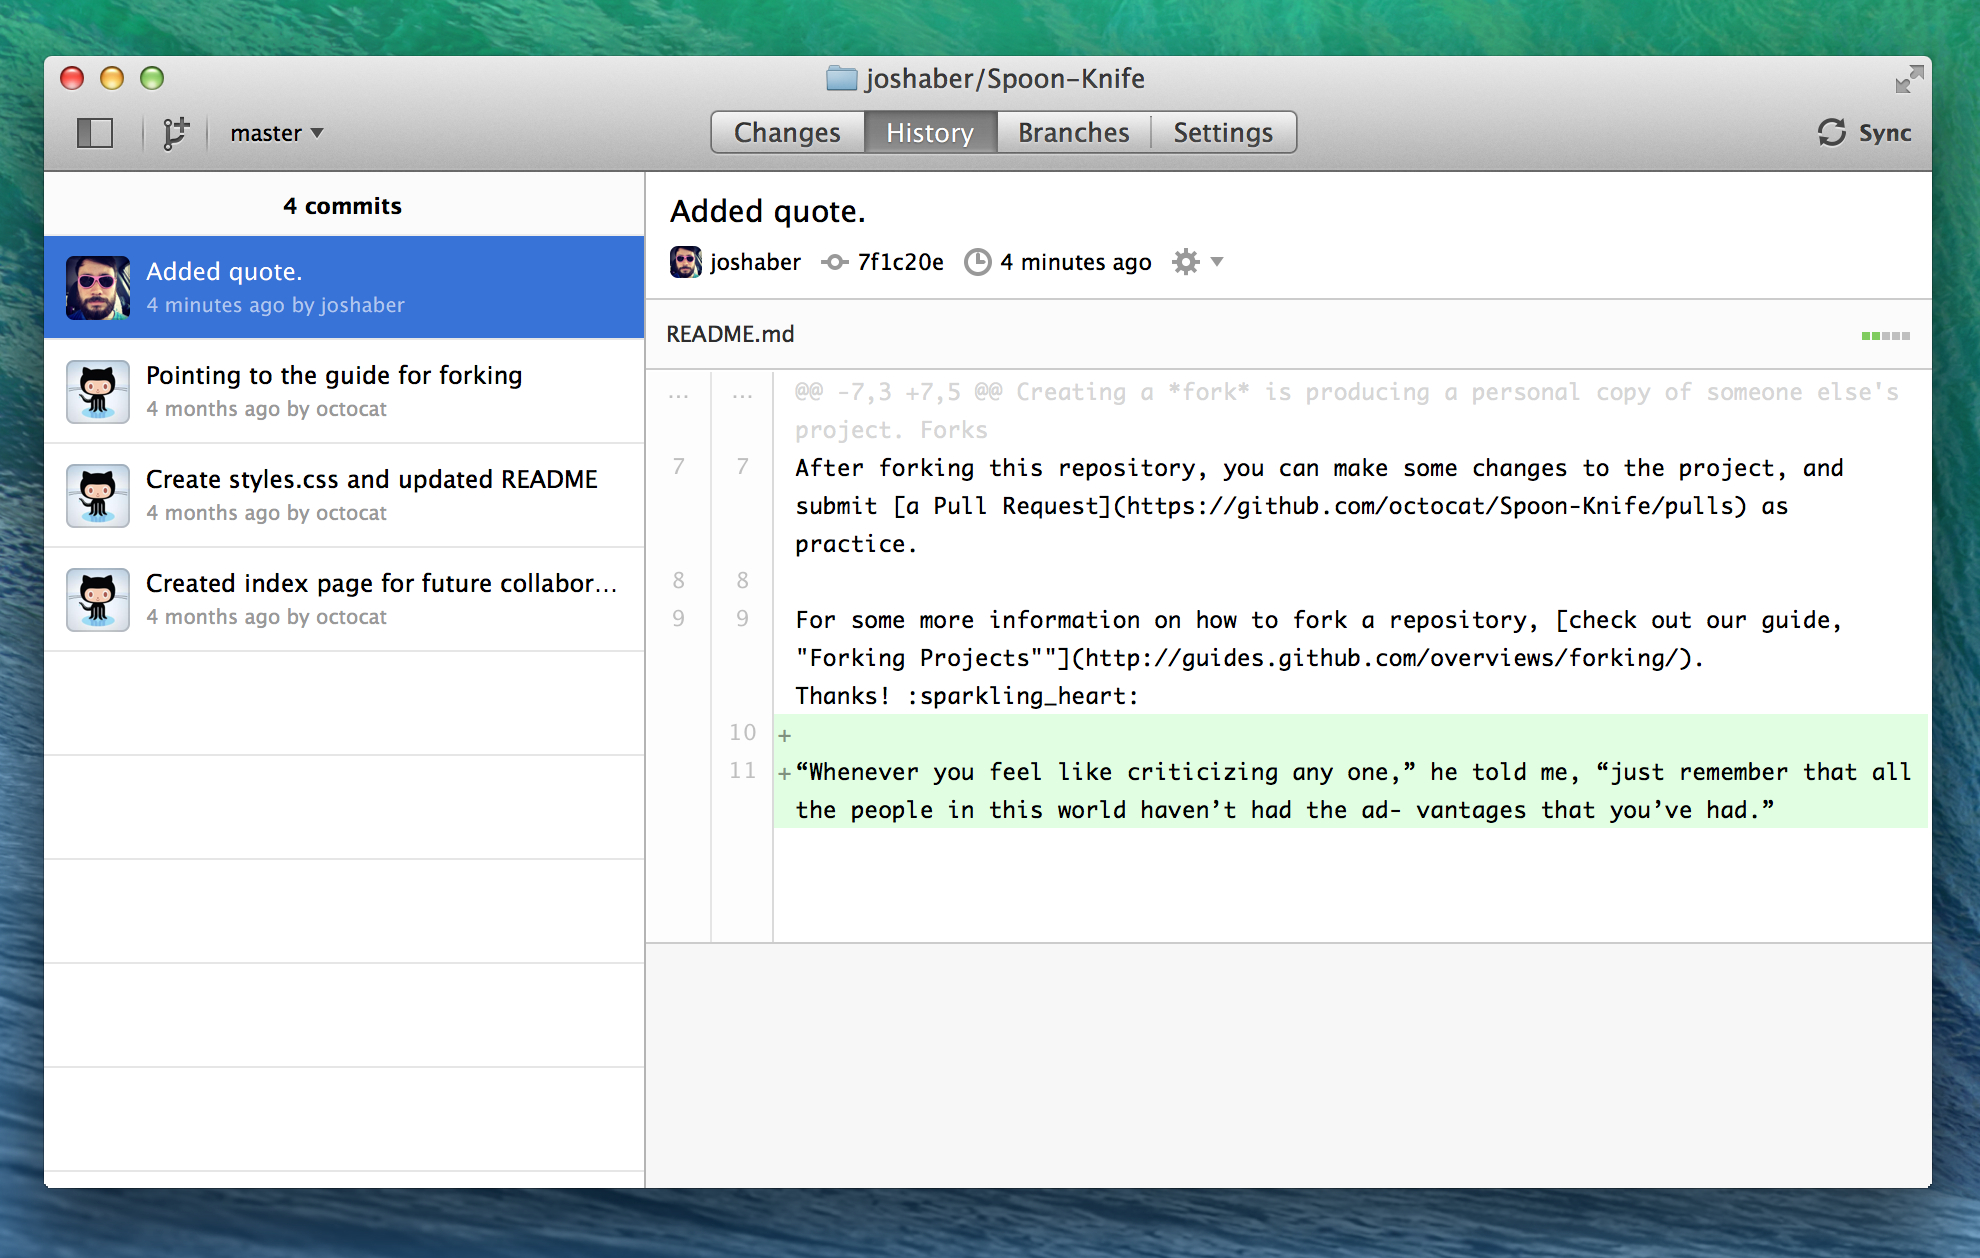 joshaber/Spoon-Knife
master
Changes History Branches Settings
Sync
4 commits
Added quote.
4 minutes ago by joshaber
Pointing to the guide for forking
4 months ago by octocat
Create styles.css and updated README
4 months ago by octocat
Created index page for future collabor...
4 months ago by octocat
Added quote.
joshaber 7f1c20e 4 minutes ago
README.md
... ... @@ -7,3 +7,5 @@ Creating a *fork* is producing a personal copy of someone else's
project. Forks
7 7 After forking this repository, you can make some changes to the project, and
submit [a Pull Request](https://github.com/octocat/Spoon-Knife/pulls) as
practice.
8 8
9 9 For some more information on how to fork a repository, [check out our guide,
"Forking Projects""](http://guides.github.com/overviews/forking/).
Thanks! :sparkling_heart:
10 +
11 +“Whenever you feel like criticizing any one,” he told me, “just remember that all
the people in this world haven’t had the ad- vantages that you’ve had.”